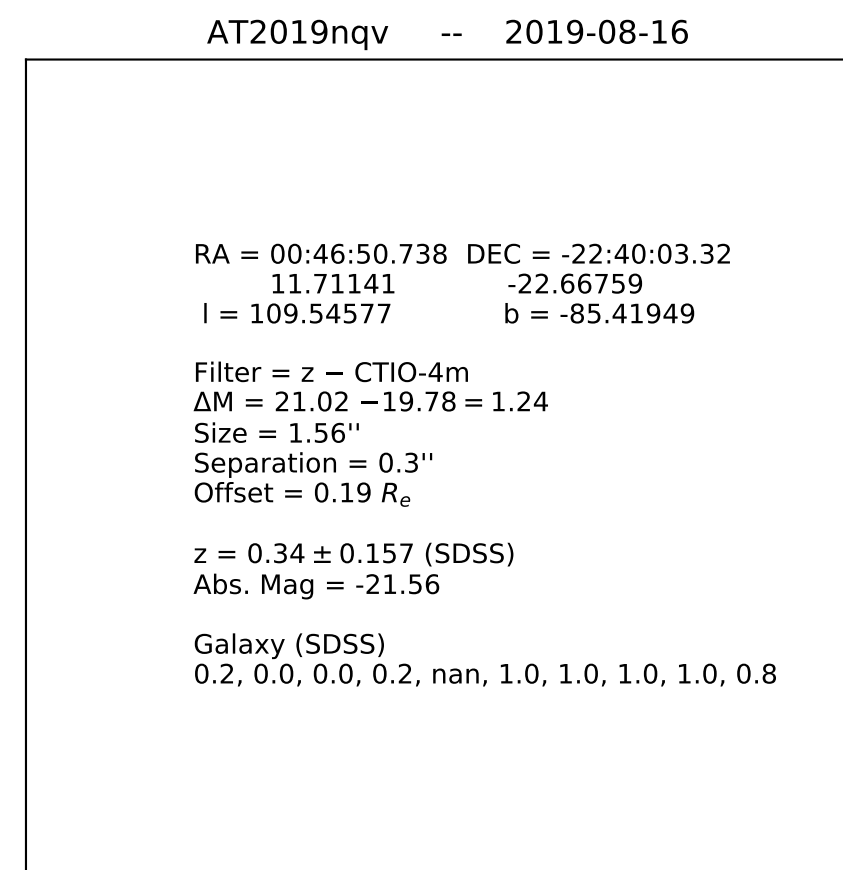 AT2019nqv -- 2019-08-16
RA = 00:46:50.738 DEC = -22:40:03.32
11.71141 -22.66759
l = 109.54577 b = -85.41949
Filter = z − CTIO-4m
ΔM = 21.02 −19.78 = 1.24
Size = 1.56''
Separation = 0.3''
Offset = 0.19 Re
z = 0.34 ± 0.157 (SDSS)
Abs. Mag = -21.56
Galaxy (SDSS)
0.2, 0.0, 0.0, 0.2, nan, 1.0, 1.0, 1.0, 1.0, 0.8